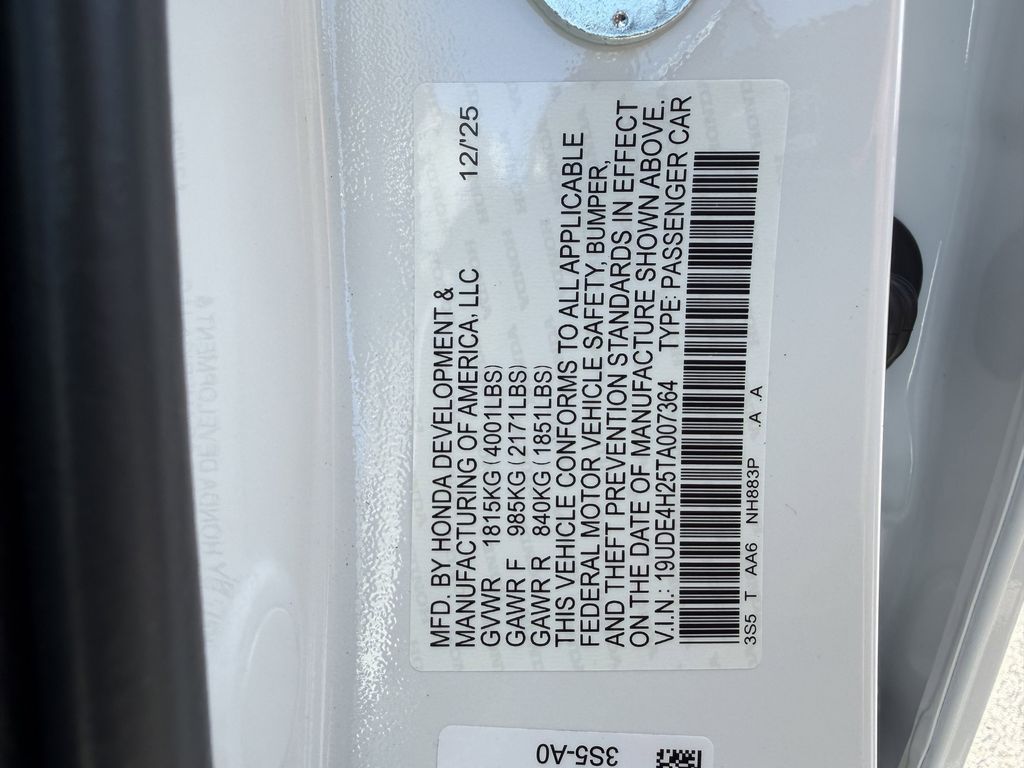 MFD. BY HONDA DEVELOPMENT &
MANUFACTURING OF AMERICA, LLC 12/'25
GVWR 1815KG (4001LBS)
GAWR F 985KG (2171LBS)
GAWR R 840KG (1851LBS)
THIS VEHICLE CONFORMS TO ALL APPLICABLE
FEDERAL MOTOR VEHICLE SAFETY, BUMPER,
AND THEFT PREVENTION STANDARDS IN EFFECT
ON THE DATE OF MANUFACTURE SHOWN ABOVE.
V.I.N.: 19UDE4H25TA007364 TYPE: PASSENGER CAR
3S5 T AA6 NH883P .A .A
3S5-A0